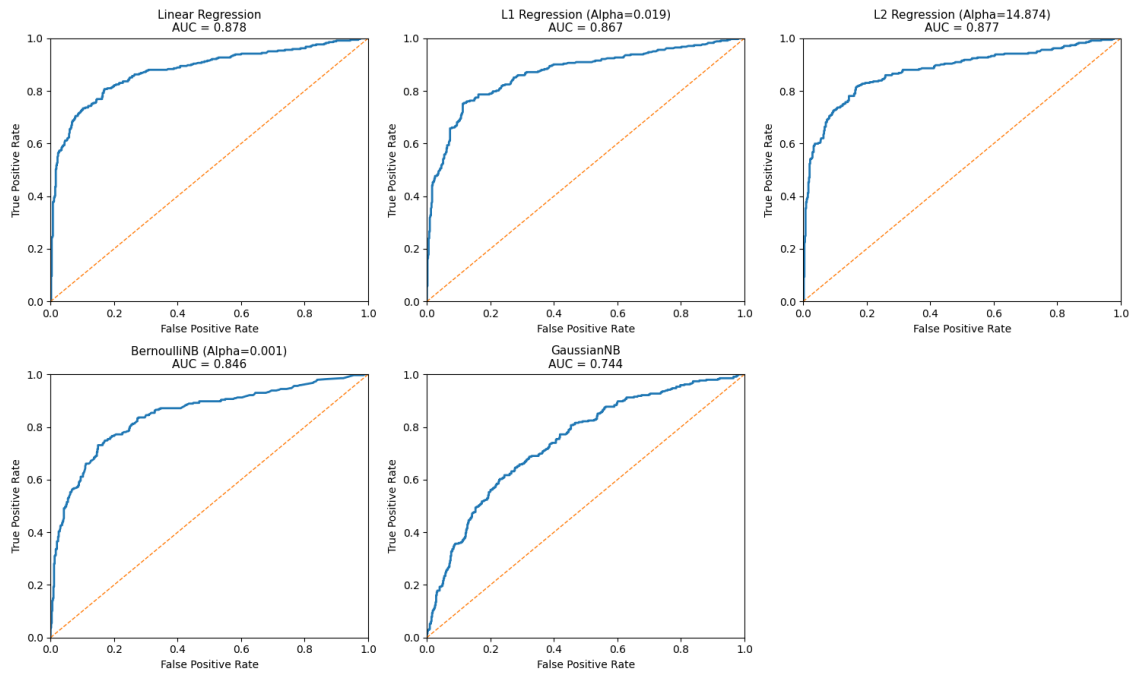 Linear Regression
AUC = 0.878
1.0
0.8
0.6
0.4
0.2
0.0
True Positive Rate
0.0 0.2 0.4 0.6 0.8 1.0
False Positive Rate
L1 Regression (Alpha=0.019)
AUC = 0.867
1.0
0.8
0.6
0.4
0.2
0.0
True Positive Rate
0.0 0.2 0.4 0.6 0.8 1.0
False Positive Rate
L2 Regression (Alpha=14.874)
AUC = 0.877
1.0
0.8
0.6
0.4
0.2
0.0
True Positive Rate
0.0 0.2 0.4 0.6 0.8 1.0
False Positive Rate
BernoulliNB (Alpha=0.001)
AUC = 0.846
1.0
0.8
0.6
0.4
0.2
0.0
True Positive Rate
0.0 0.2 0.4 0.6 0.8 1.0
False Positive Rate
GaussianNB
AUC = 0.744
1.0
0.8
0.6
0.4
0.2
0.0
True Positive Rate
0.0 0.2 0.4 0.6 0.8 1.0
False Positive Rate